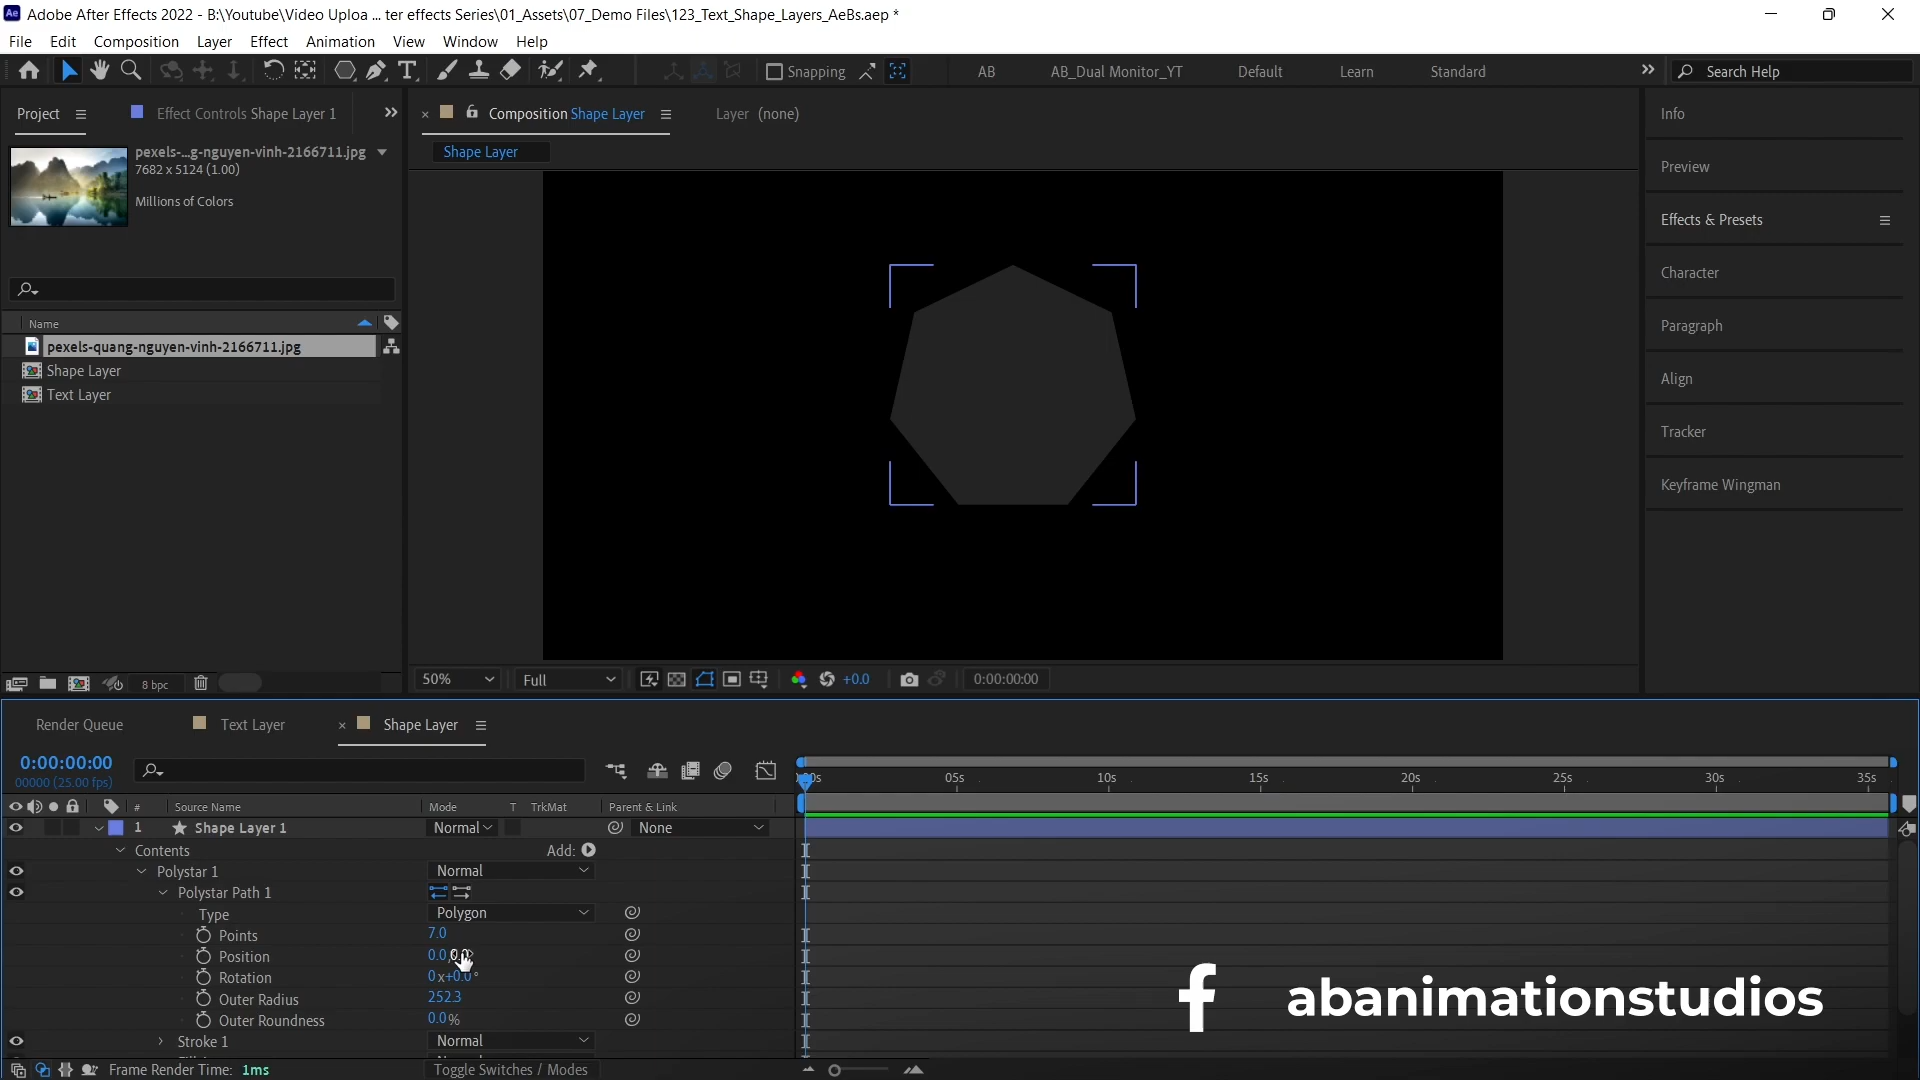 Adobe After Effects 2022 - B:\Youtube\Video Uploa ... ter effects Series\01_Assets\07_Demo Files\123_Text_Shape_Layers_AeBs.aep *
File Edit Composition Layer Effect Animation View Window Help
Snapping AB AB_Dual Monitor_YT Default Learn Standard Search Help
Project Effect Controls Shape Layer 1
Composition Shape Layer Layer (none)
Shape Layer
pexels-...g-nguyen-vinh-2166711.jpg
7682 x 5124 (1.00)
Millions of Colors
Name
pexels-quang-nguyen-vinh-2166711.jpg
Shape Layer
Text Layer
8 bpc
50% Full +0.0 0:00:00:00
Info
Preview
Effects & Presets
Character
Paragraph
Align
Tracker
Keyframe Wingman
Render Queue Text Layer Shape Layer
0:00:00:00
00000 (25.00 fps)
05s 10s 15s 20s 25s 30s 35s
# Source Name Mode T TrkMat Parent & Link
1 Shape Layer 1 Normal None
Contents Add:
Polystar 1 Normal
Polystar Path 1
Type Polygon
Points 7.0
Position 0.0,0.0
Rotation 0x+0.0°
Outer Radius 252.3
Outer Roundness 0.0%
Stroke 1 Normal
Frame Render Time: 1ms Toggle Switches / Modes
f abanimationstudios